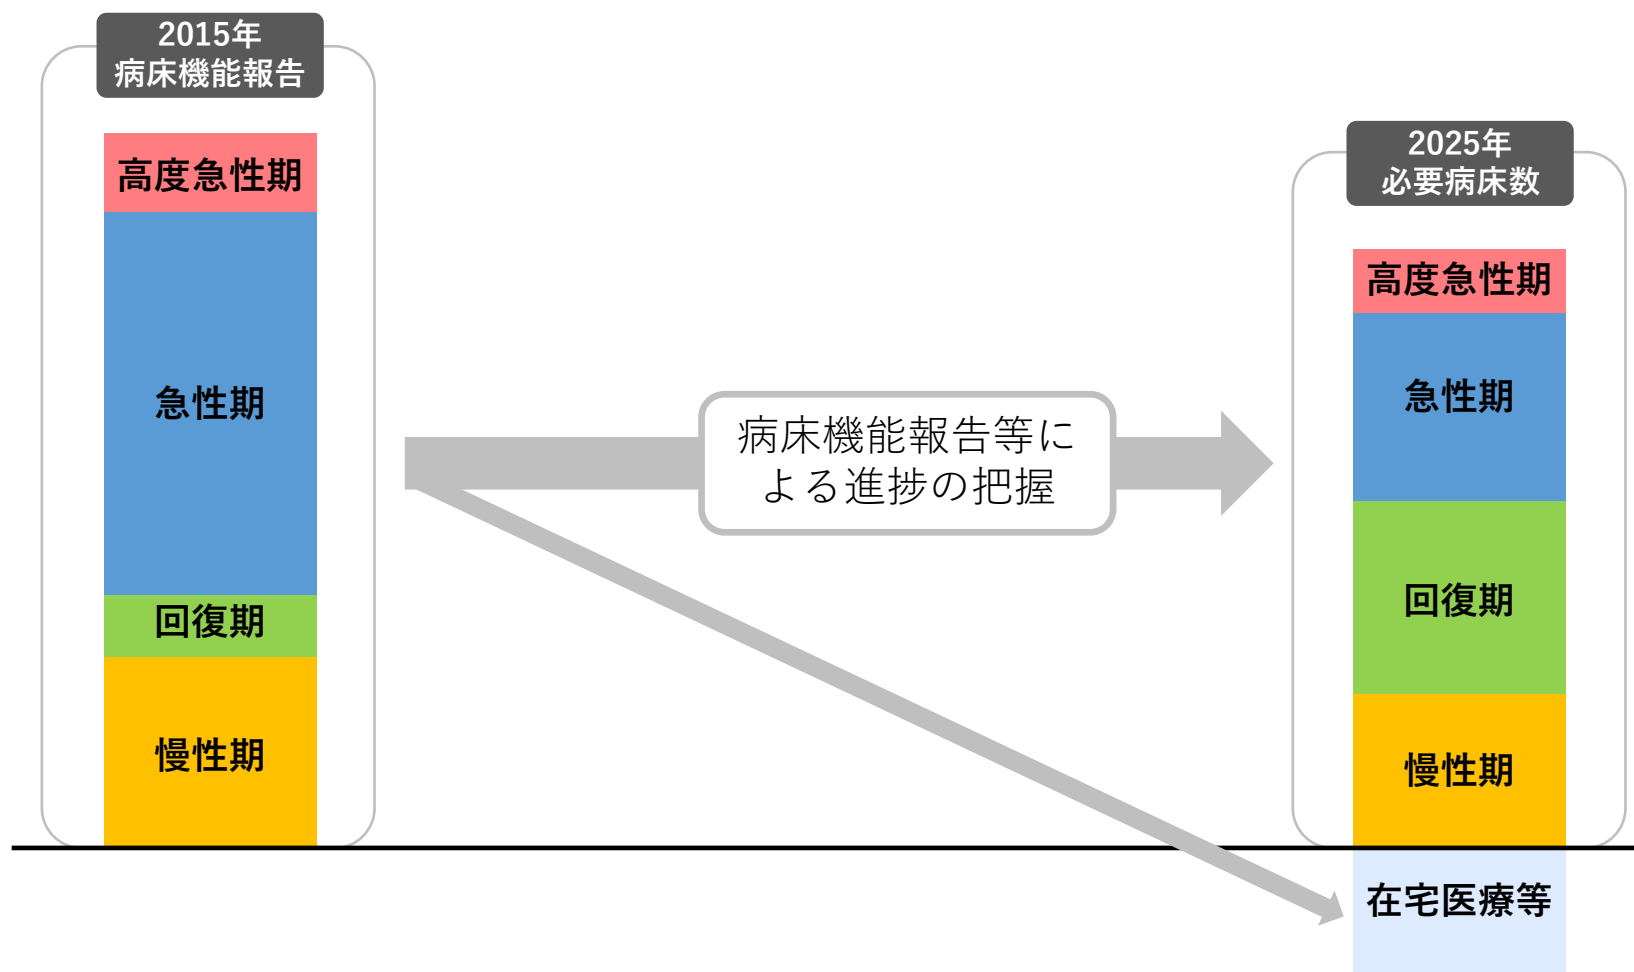 2015年
病床機能報告
高度急性期
急性期
回復期
慢性期
病床機能報告等に
よる進捗の把握
2025年
必要病床数
高度急性期
急性期
回復期
慢性期
在宅医療等